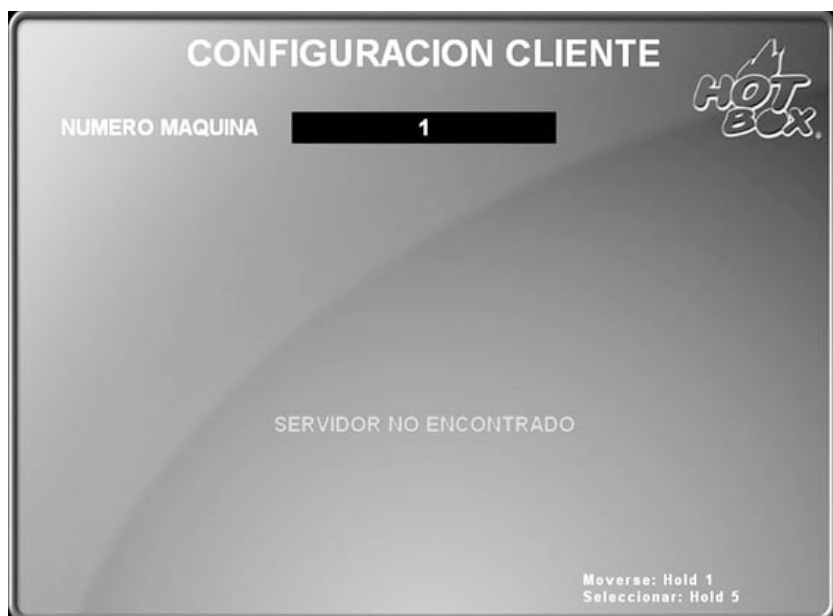 CONFIGURACION CLIENTE
HOT
BOX®
NUMERO MAQUINA 1
SERVIDOR NO ENCONTRADO
Moverse: Hold 1
Seleccionar: Hold 5